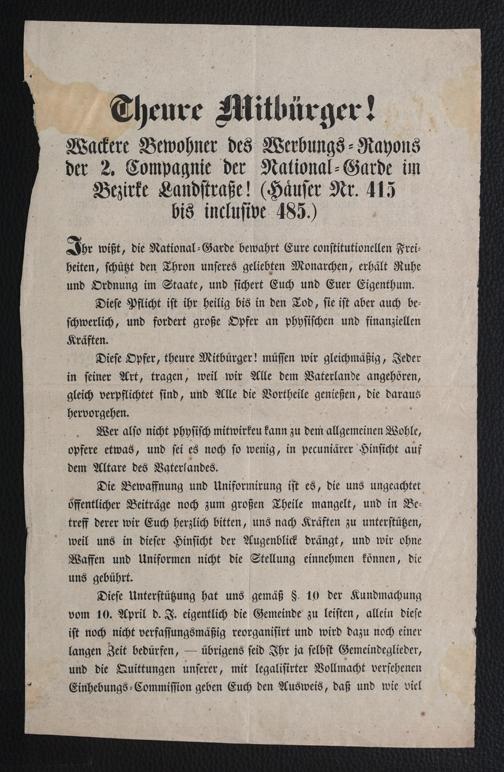 Theure Mitbürger!
Wackere Bewohner des Werbungs-Rayons
der 2. Compagnie der National-Garde im
Bezirke Landstraße! (Häuser Nr. 415
bis inclusive 485.)
Ihr wißt, die National-Garde bewahrt Eure constitutionellen Frei-
heiten, schützt den Thron unseres geliebten Monarchen, erhält Ruhe
und Ordnung im Staate, und sichert Euch und Euer Eigenthum.
Diese Pflicht ist ihr heilig bis in den Tod, sie ist aber auch be-
schwerlich, und fordert große Opfer an physischen und finanziellen
Kräften.
Diese Opfer, theure Mitbürger! müssen wir gleichmäßig, Jeder
in seiner Art, tragen, weil wir Alle dem Vaterlande angehören,
gleich verpflichtet sind, und Alle die Vortheile genießen, die daraus
hervorgehen.
Wer also nicht physisch mitwirkeu kann zu dem allgemeinen Wohle,
opfere etwas, und sei es noch so wenig, in pecuniärer Hinsicht auf
dem Altare des Vaterlandes.
Die Bewaffnung und Uniformirung ist es, die uns ungeachtet
öffentlicher Beiträge noch zum großen Theile mangelt, und in Be-
treff derer wir Euch herzlich bitten, uns nach Kräften zu unterstützen,
weil uns in dieser Hinsicht der Augenblick drängt, und wir ohne
Waffen und Uniformen nicht die Stellung einnehmen können, die
uns gebührt.
Diese Unterstützung hat uns gemäß §. 10 der Kundmachung
vom 10. April d. J. eigentlich die Gemeinde zu leisten, allein diese
ist noch nicht verfassungsmäßig reorganisirt und wird dazu noch einer
langen Zeit bedürfen, — übrigens seid Ihr ja selbst Gemeindeglieder,
und die Quittungen unserer, mit legalisirter Vollmacht versehenen
Einhebungs-Commission geben Euch den Ausweis, daß und wie viel